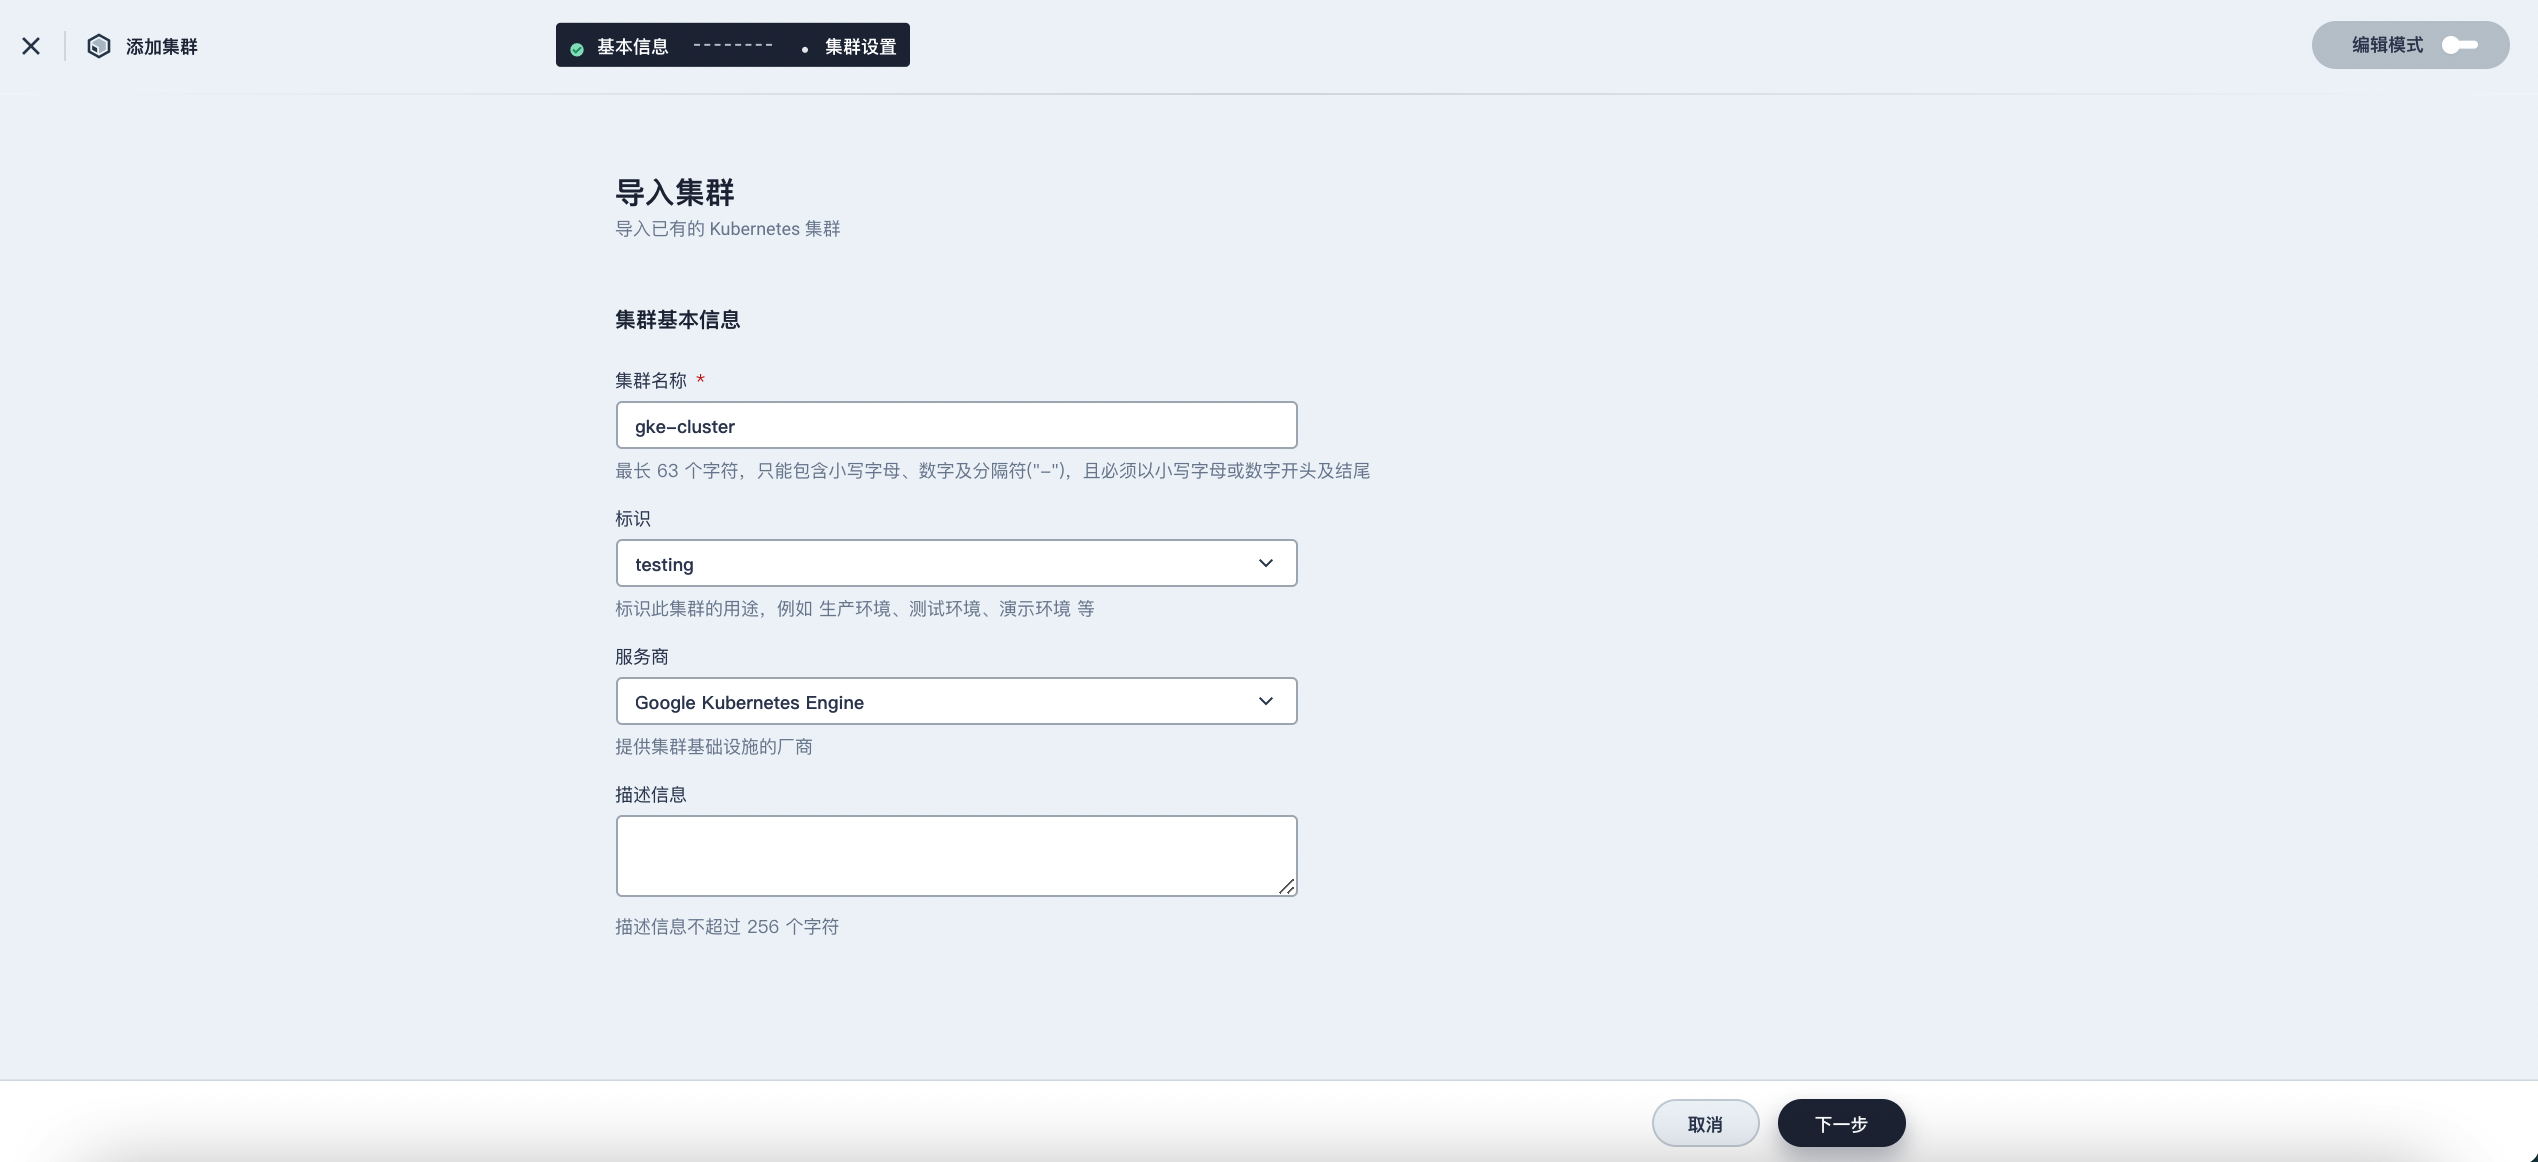 添加集群
基本信息
集群设置
编辑模式
导入集群
导入已有的 Kubernetes 集群
集群基本信息
集群名称 *
gke-cluster
最长 63 个字符，只能包含小写字母、数字及分隔符("-")，且必须以小写字母或数字开头及结尾
标识
testing
标识此集群的用途，例如 生产环境、测试环境、演示环境 等
服务商
Google Kubernetes Engine
提供集群基础设施的厂商
描述信息
描述信息不超过 256 个字符
取消
下一步